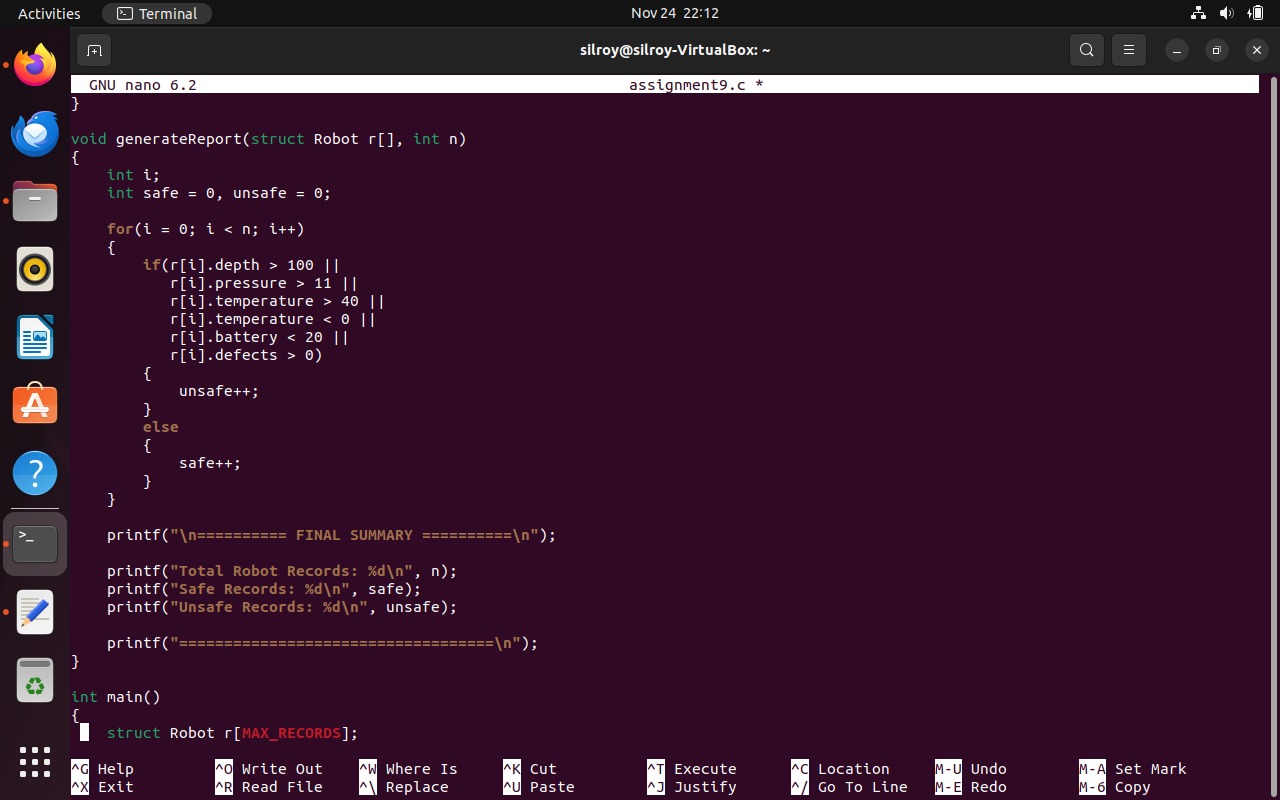 Activities Terminal Nov 24 22:12
silroy@silroy-VirtualBox: ~
GNU nano 6.2 assignment9.c *
}
void generateReport(struct Robot r[], int n)
{
    int i;
    int safe = 0, unsafe = 0;
    for(i = 0; i < n; i++)
    {
        if(r[i].depth > 100 ||
           r[i].pressure > 11 ||
           r[i].temperature > 40 ||
           r[i].temperature < 0 ||
           r[i].battery < 20 ||
           r[i].defects > 0)
        {
            unsafe++;
        }
        else
        {
            safe++;
        }
    }
    printf("\n========== FINAL SUMMARY ==========\n");
    printf("Total Robot Records: %d\n", n);
    printf("Safe Records: %d\n", safe);
    printf("Unsafe Records: %d\n", unsafe);
    printf("===================================\n");
}
int main()
{
    struct Robot r[MAX_RECORDS];
^G Help ^O Write Out ^W Where Is ^K Cut ^T Execute ^C Location M-U Undo M-A Set Mark
^X Exit ^R Read File ^\ Replace ^U Paste ^J Justify ^/ Go To Line M-E Redo M-6 Copy